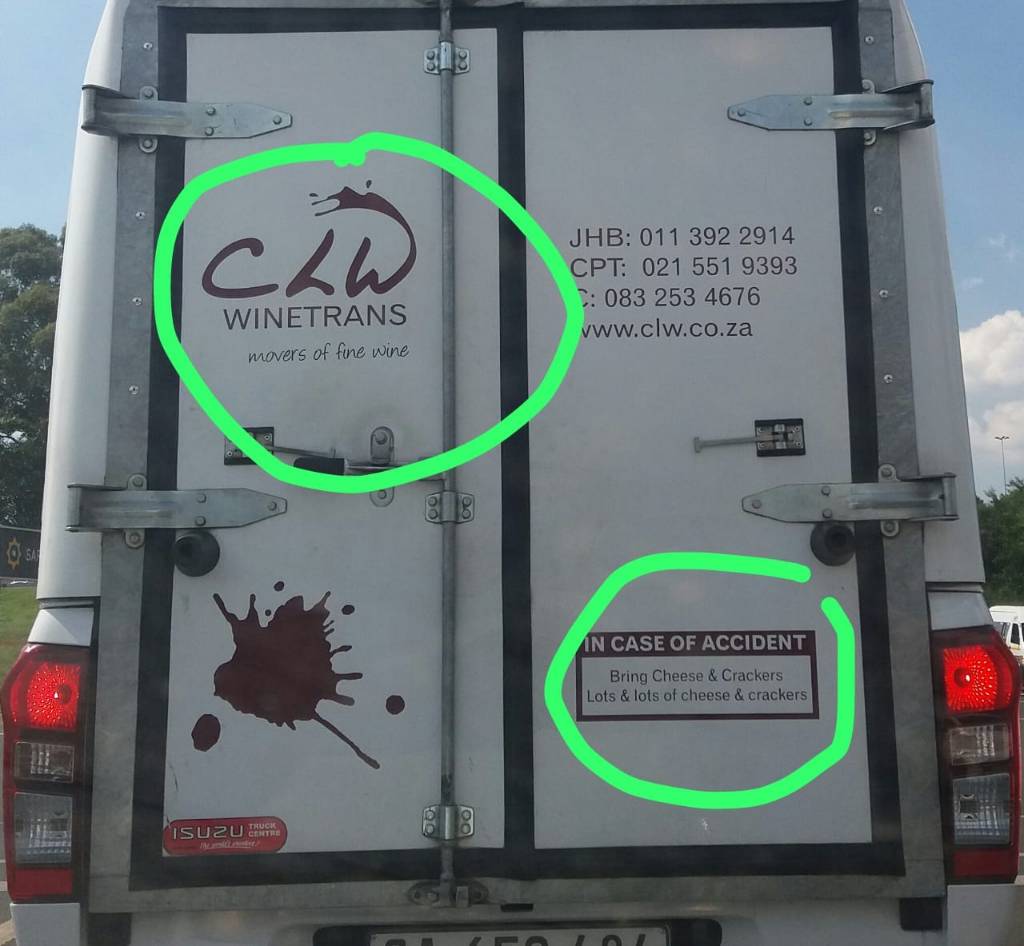 CLW
WINETRANS
movers of fine wine
JHB: 011 392 2914
CPT: 021 551 9393
C: 083 253 4676
www.clw.co.za
IN CASE OF ACCIDENT
Bring Cheese & Crackers
Lots & lots of cheese & crackers
ISUZU TRUCK
CENTRE